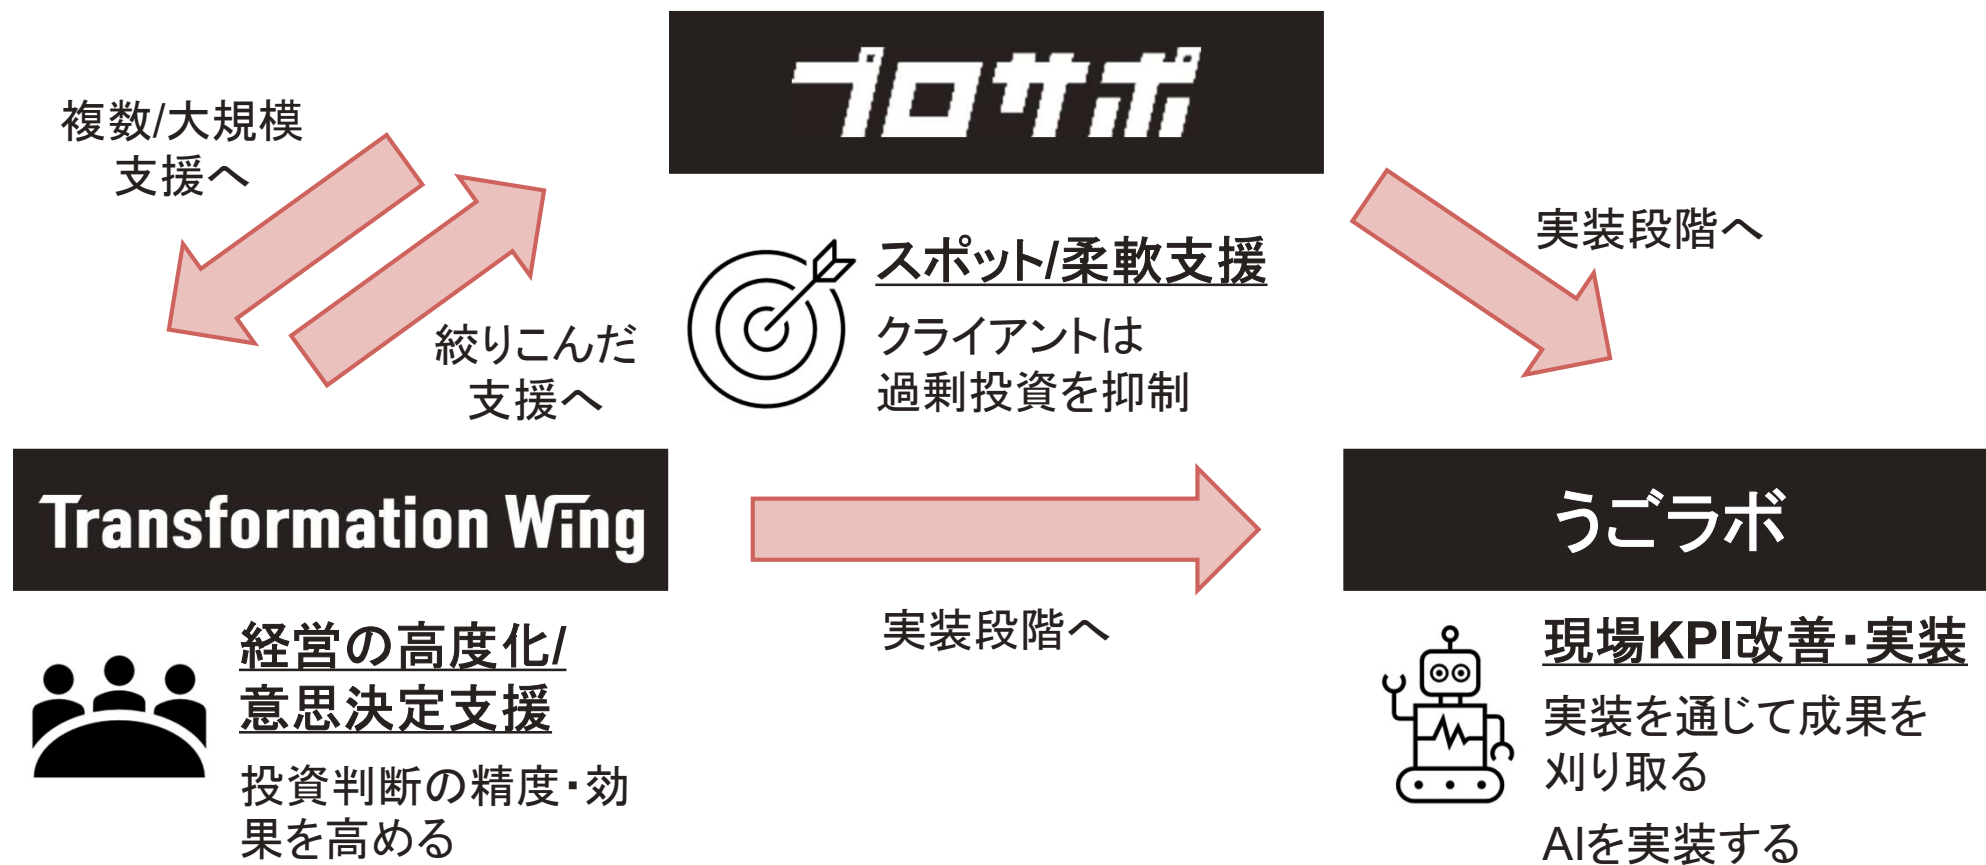 プロサポ
複数/大規模
支援へ
実装段階へ
スポット/柔軟支援
クライアントは
過剰投資を抑制
絞りこんだ
支援へ
Transformation Wing
実装段階へ
うごラボ
経営の高度化/
意思決定支援
投資判断の精度・効
果を高める
現場KPI改善・実装
実装を通じて成果を
刈り取る
AIを実装する